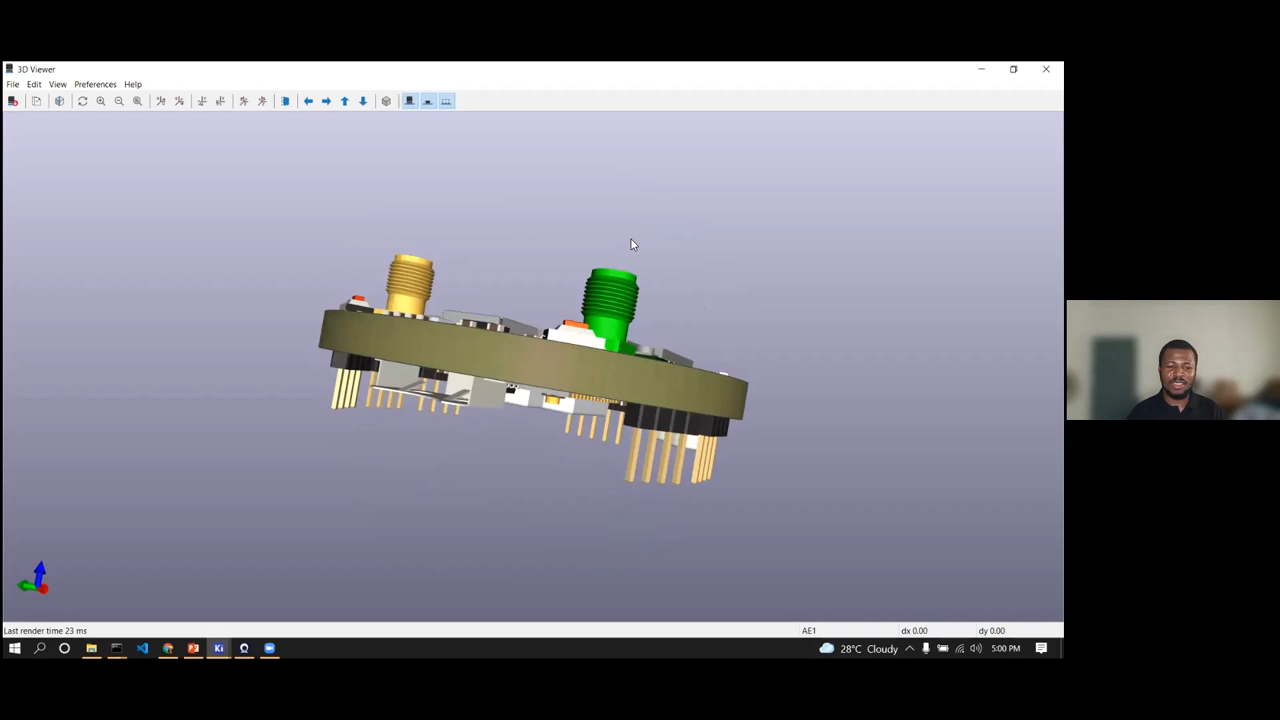 3D Viewer
File Edit View Preferences Help
Last render time 23 ms
AE1
dx 0.00
dy 0.00
Ki
28°C Cloudy
5:00 PM